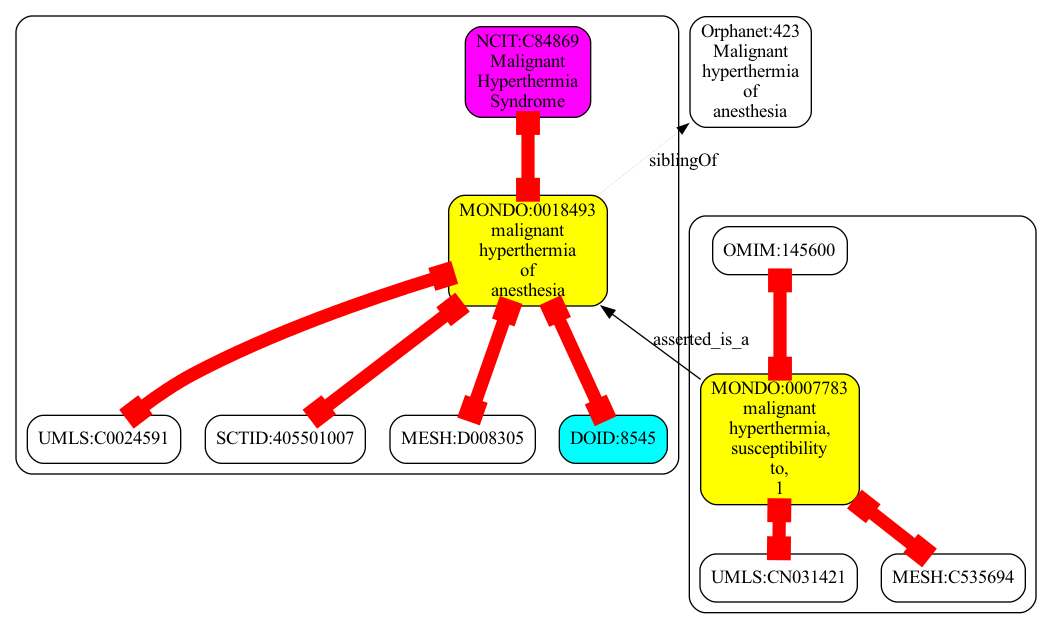 NCIT:C84869
Malignant
Hyperthermia
Syndrome
Orphanet:423
Malignant
hyperthermia
of
anesthesia
siblingOf
MONDO:0018493
malignant
hyperthermia
of
anesthesia
OMIM:145600
asserted_is_a
MONDO:0007783
malignant
hyperthermia,
susceptibility
to,
1
UMLS:C0024591
SCTID:405501007
MESH:D008305
DOID:8545
UMLS:CN031421
MESH:C535694